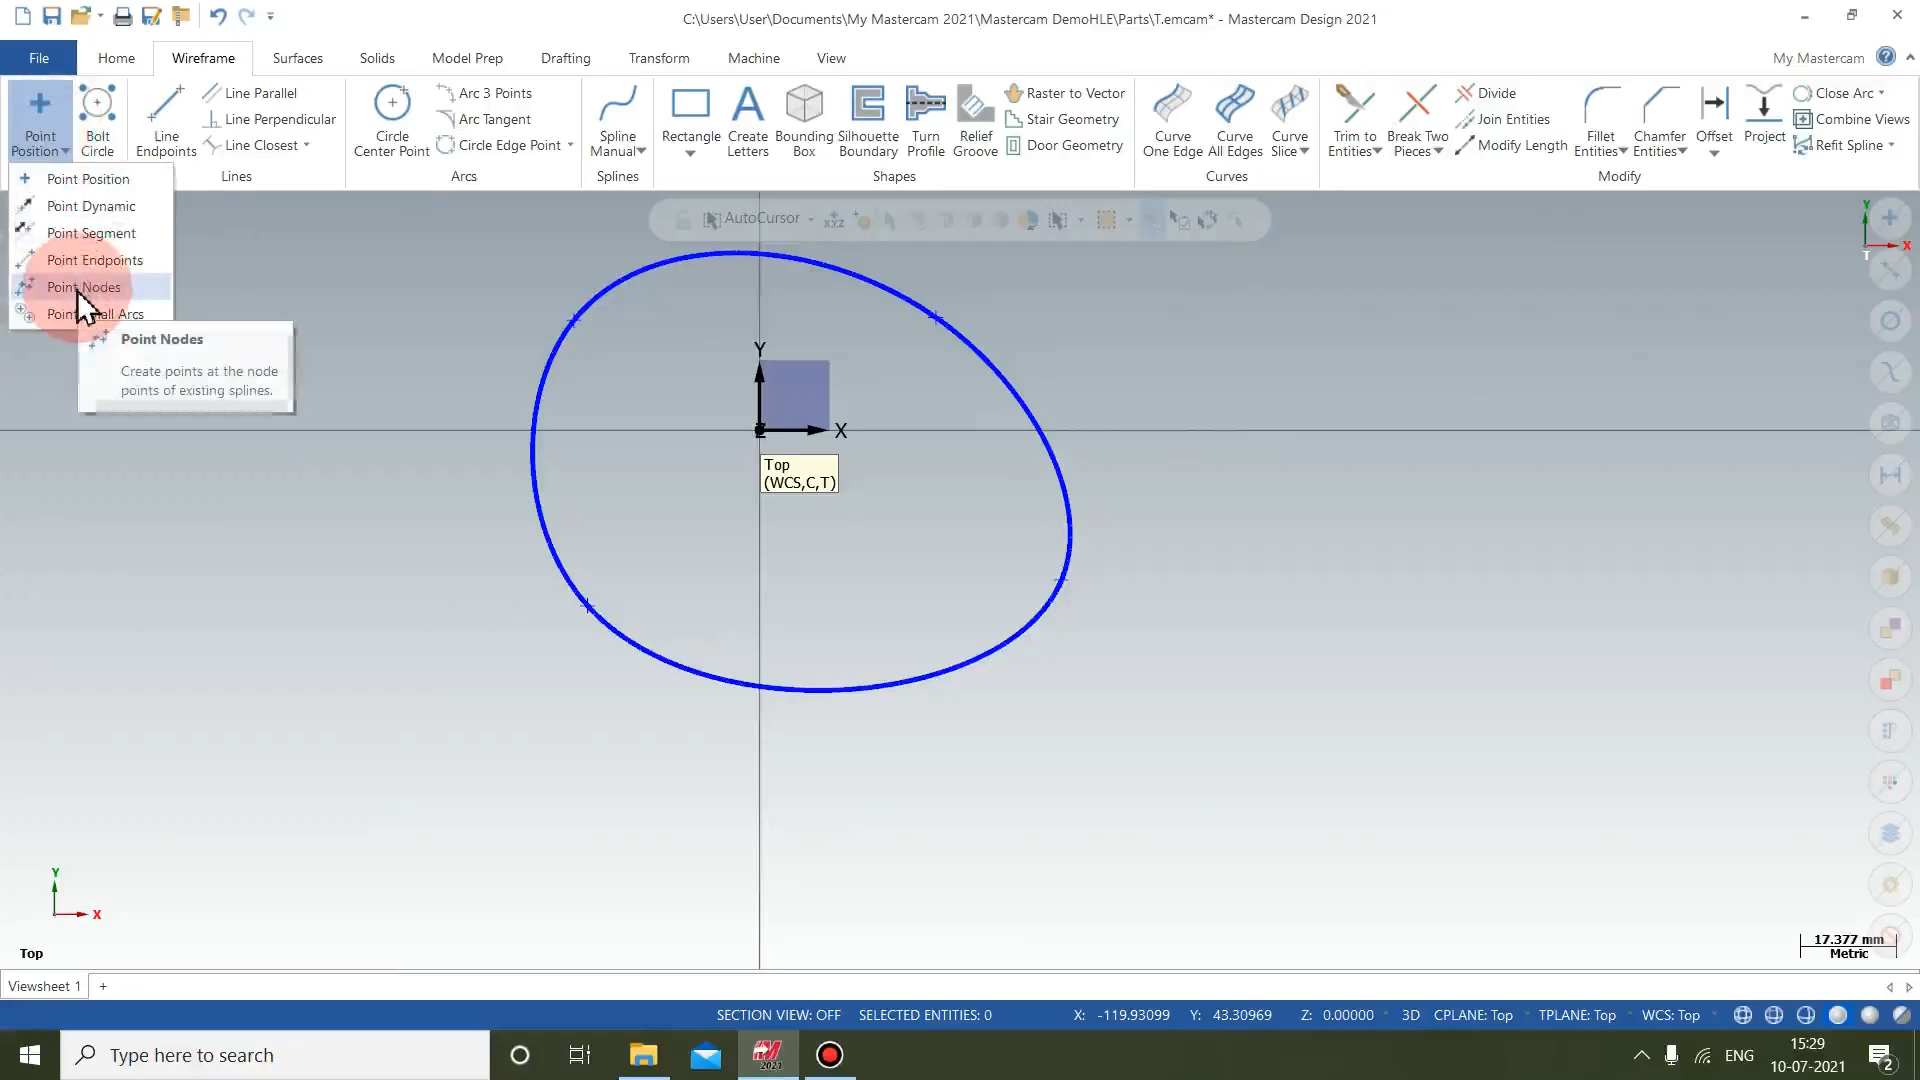 C:\Users\User\Documents\My Mastercam 2021\Mastercam DemoHLE\Parts\T.emcam* - Mastercam Design 2021
File
Home
Wireframe
Surfaces
Solids
Model Prep
Drafting
Transform
Machine
View
My Mastercam
Point Position
Bolt Circle
Line Endpoints
Line Parallel
Line Perpendicular
Line Closest
Lines
Circle Center Point
Arc 3 Points
Arc Tangent
Circle Edge Point
Arcs
Spline Manual
Splines
Rectangle
Create Letters
Bounding Box
Silhouette Boundary
Turn Profile
Relief Groove
Raster to Vector
Stair Geometry
Door Geometry
Shapes
Curve One Edge
Curve All Edges
Curve Slice
Curves
Trim to Entities
Break Two Pieces
Divide
Join Entities
Modify Length
Fillet Entities
Chamfer Entities
Offset
Project
Close Arc
Combine Views
Refit Spline
Modify
Point Position
Point Dynamic
Point Segment
Point Endpoints
Point Nodes
Arcs
Point Nodes
Create points at the node
points of existing splines.
AutoCursor
XYZ
Y
X
T
Y
X
Z
Top
(WCS,C,T)
Y
X
Top
17.377 mm
Metric
Viewsheet 1
+
SECTION VIEW: OFF
SELECTED ENTITIES: 0
X: -119.93099
Y: 43.30969
Z: 0.00000
3D
CPLANE: Top
TPLANE: Top
WCS: Top
Type here to search
2021
ENG
15:29
10-07-2021
2